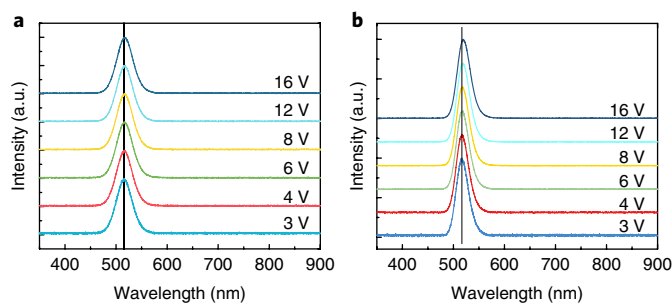 a
Intensity (a.u.)
16 V
12 V
8 V
6 V
4 V
3 V
400 500 600 700 800 900
Wavelength (nm)
b
Intensity (a.u.)
16 V
12 V
8 V
6 V
4 V
3 V
400 500 600 700 800 900
Wavelength (nm)